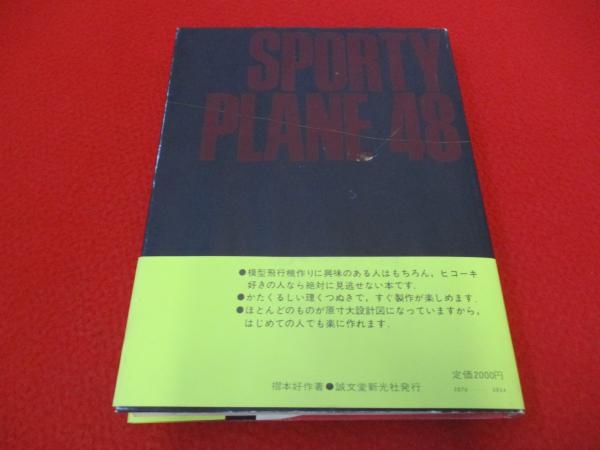 SPORTY
PLANE 48
●模型飛行機作りに興味のある人はもちろん，ヒコーキ
好きの人なら絶対に見逃せない本です．
●かたくるしい理くつぬきで，すぐ製作が楽しめます．
●ほとんどのものが原寸大設計図になっていますから，
はじめての人でも楽に作れます．
定価2000円
摺本好作著●誠文堂新光社発行